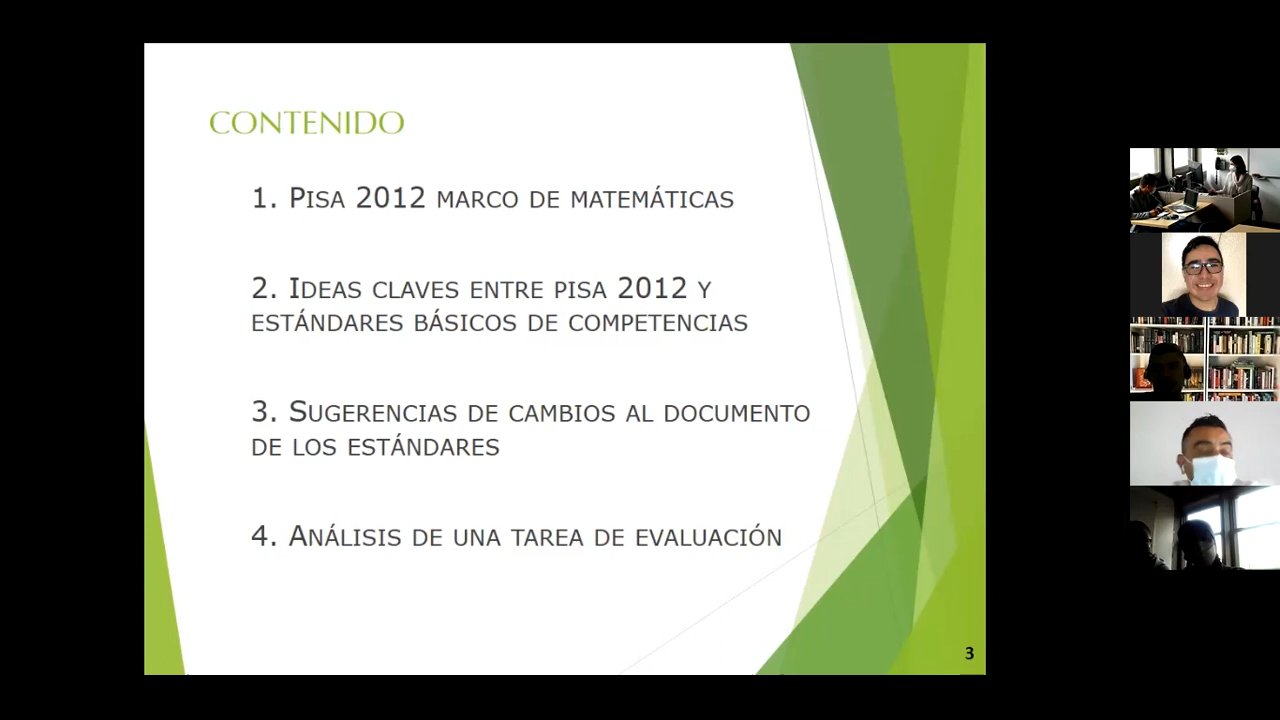 CONTENIDO
1. PISA 2012 MARCO DE MATEMÁTICAS
2. IDEAS CLAVES ENTRE PISA 2012 Y
ESTÁNDARES BÁSICOS DE COMPETENCIAS
3. SUGERENCIAS DE CAMBIOS AL DOCUMENTO
DE LOS ESTÁNDARES
4. ANÁLISIS DE UNA TAREA DE EVALUACIÓN
3